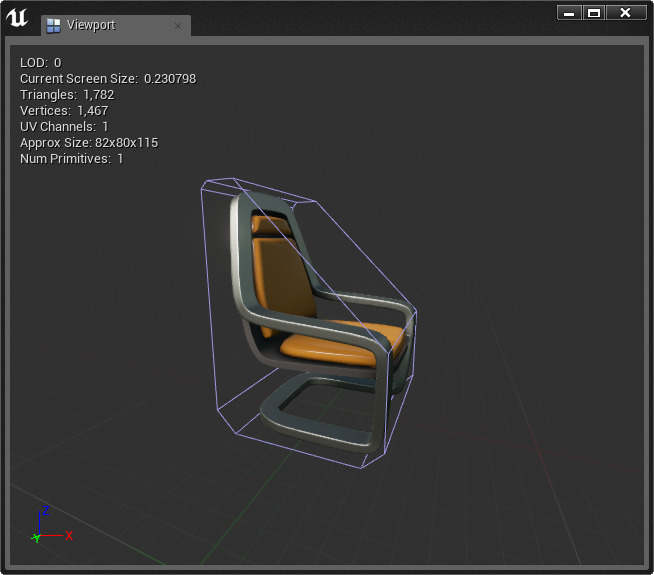 Viewport
LOD: 0
Current Screen Size: 0.230798
Triangles: 1,782
Vertices: 1,467
UV Channels: 1
Approx Size: 82x80x115
Num Primitives: 1
Z
Y
X